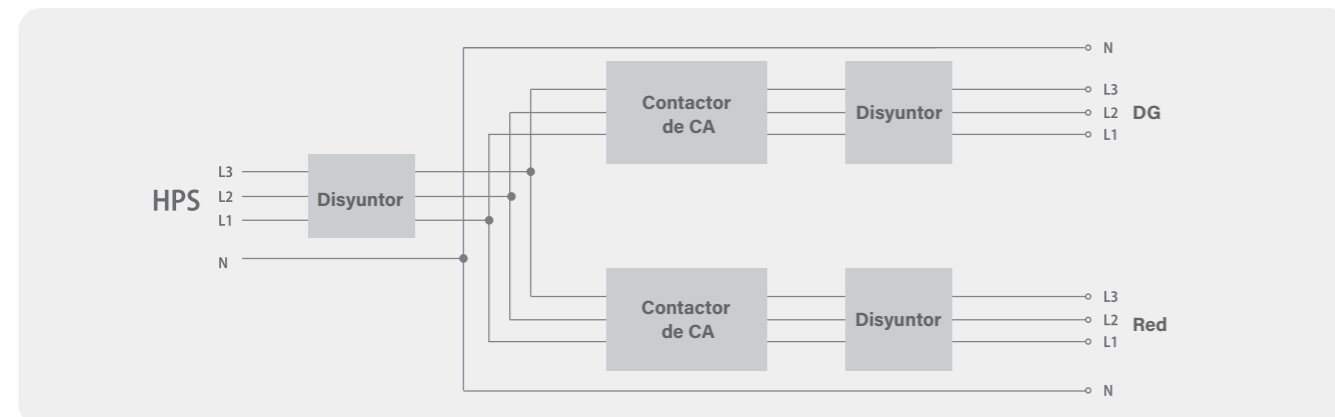 N
Contactor
de CA
Disyuntor
L3
L2
DG
L1
HPS
L3
L2
L1
N
Disyuntor
Contactor
de CA
Disyuntor
L3
L2
Red
L1
N